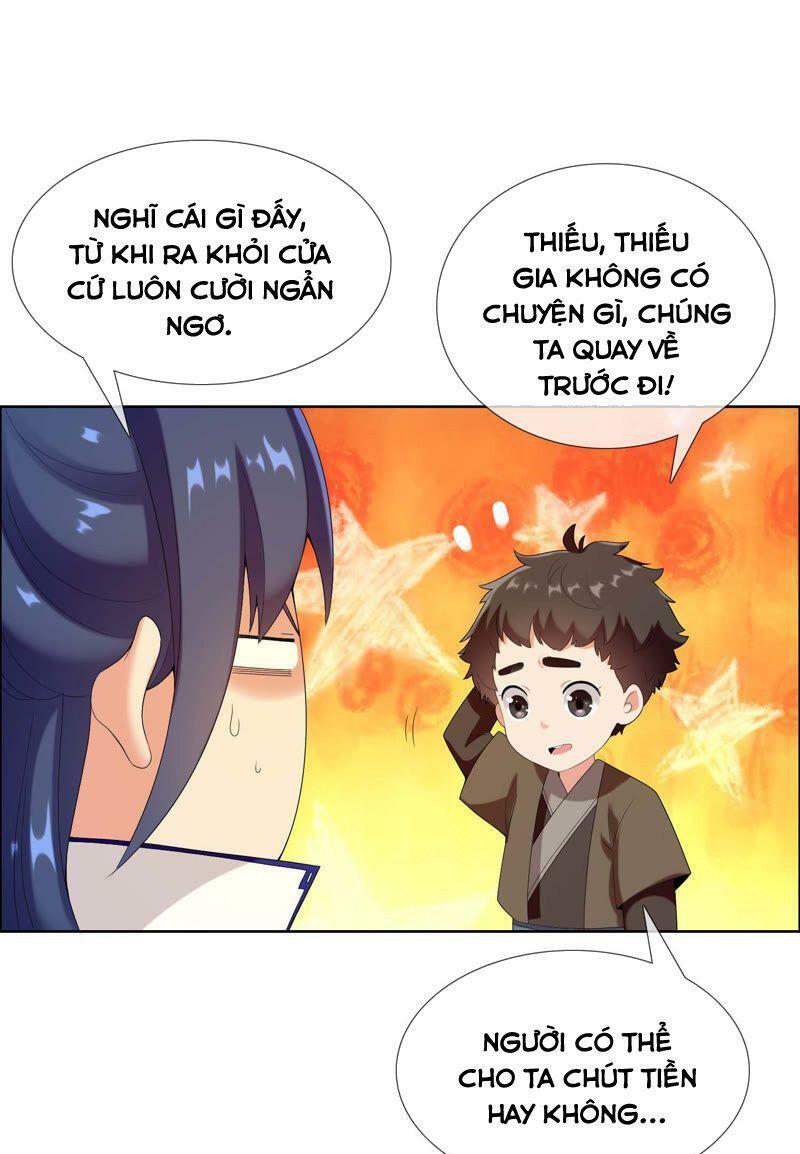 NGHĨ CÁI GÌ ĐẤY,
TỪ KHI RA KHỎI CỬA
CỨ LUÔN CƯỜI NGẨN
NGƠ.
THIẾU, THIẾU
GIA KHÔNG CÓ
CHUYỆN GÌ, CHÚNG
TA QUAY VỀ
TRƯỚC ĐI!
NGƯỜI CÓ THỂ
CHO TA CHÚT TIỀN
HAY KHÔNG...